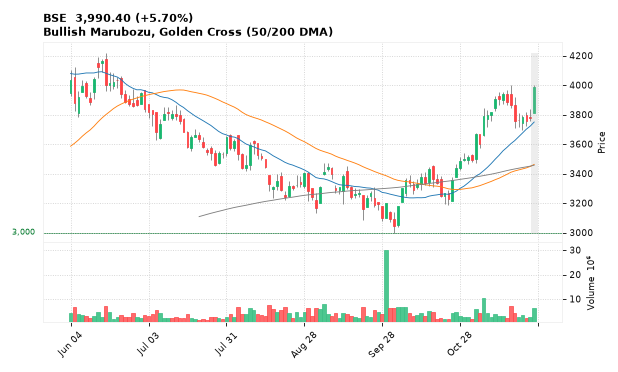 BSE 3,990.40 (+5.70%)
Bullish Marubozu, Golden Cross (50/200 DMA)
4200
4000
3800
3600
3400
3200
3000
Price
3,000
30
20
10
Volume 10⁶
Jun 04
Jul 03
Jul 31
Aug 28
Sep 28
Oct 28